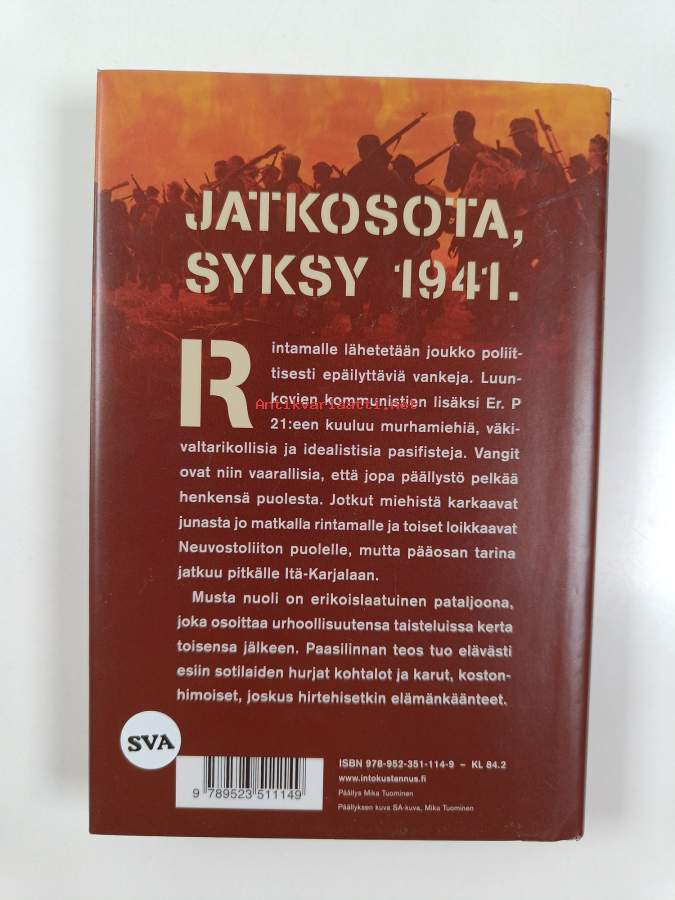 JATKOSOTA,
SYKSY 1941.
Rintamalle lähetetään joukko poliit-
tisesti epäilyttäviä vankeja. Luun-
kovien kommunistien lisäksi Er. P
Antikvariaatti.net
21:een kuuluu murhamiehiä, väki-
valtarikollisia ja idealistisia pasifisteja. Vangit
ovat niin vaarallisia, että jopa päällystö pelkää
henkensä puolesta. Jotkut miehistä karkaavat
junasta jo matkalla rintamalle ja toiset loikkaavat
Neuvostoliiton puolelle, mutta pääosan tarina
jatkuu pitkälle Itä-Karjalaan.
Musta nuoli on erikoislaatuinen pataljoona,
joka osoittaa urhoollisuutensa taisteluissa kerta
toisensa jälkeen. Paasilinnan teos tuo elävästi
esiin sotilaiden hurjat kohtalot ja karut, koston-
himoiset, joskus hirtehisetkin elämänkäänteet.
SVA
ISBN 978-952-351-114-9 – KL 84.2
www.intokustannus.fi
Päällys Mika Tuominen
Päällyksen kuva SA-kuva, Mika Tuominen
9 789523 511149